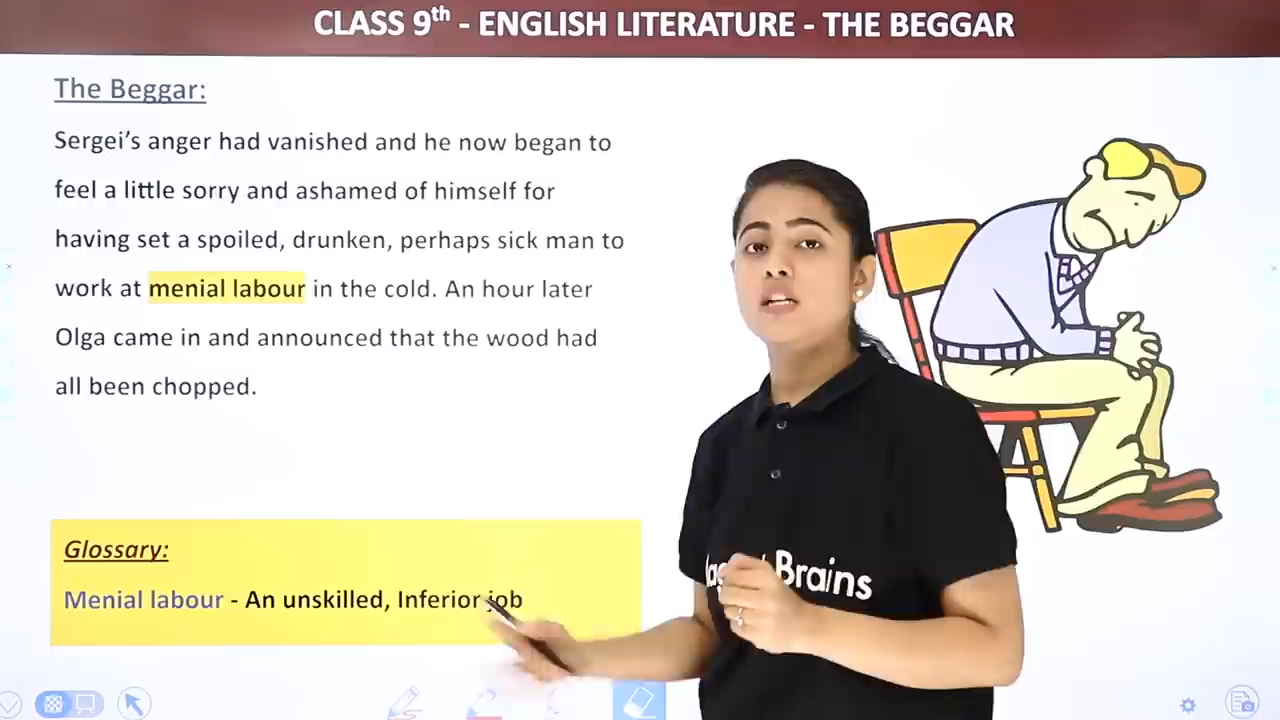 CLASS 9th - ENGLISH LITERATURE - THE BEGGAR
The Beggar:
Sergei’s anger had vanished and he now began to
feel a little sorry and ashamed of himself for
having set a spoiled, drunken, perhaps sick man to
work at menial labour in the cold. An hour later
Olga came in and announced that the wood had
all been chopped.
Glossary:
Menial labour - An unskilled, Inferior job
Brains